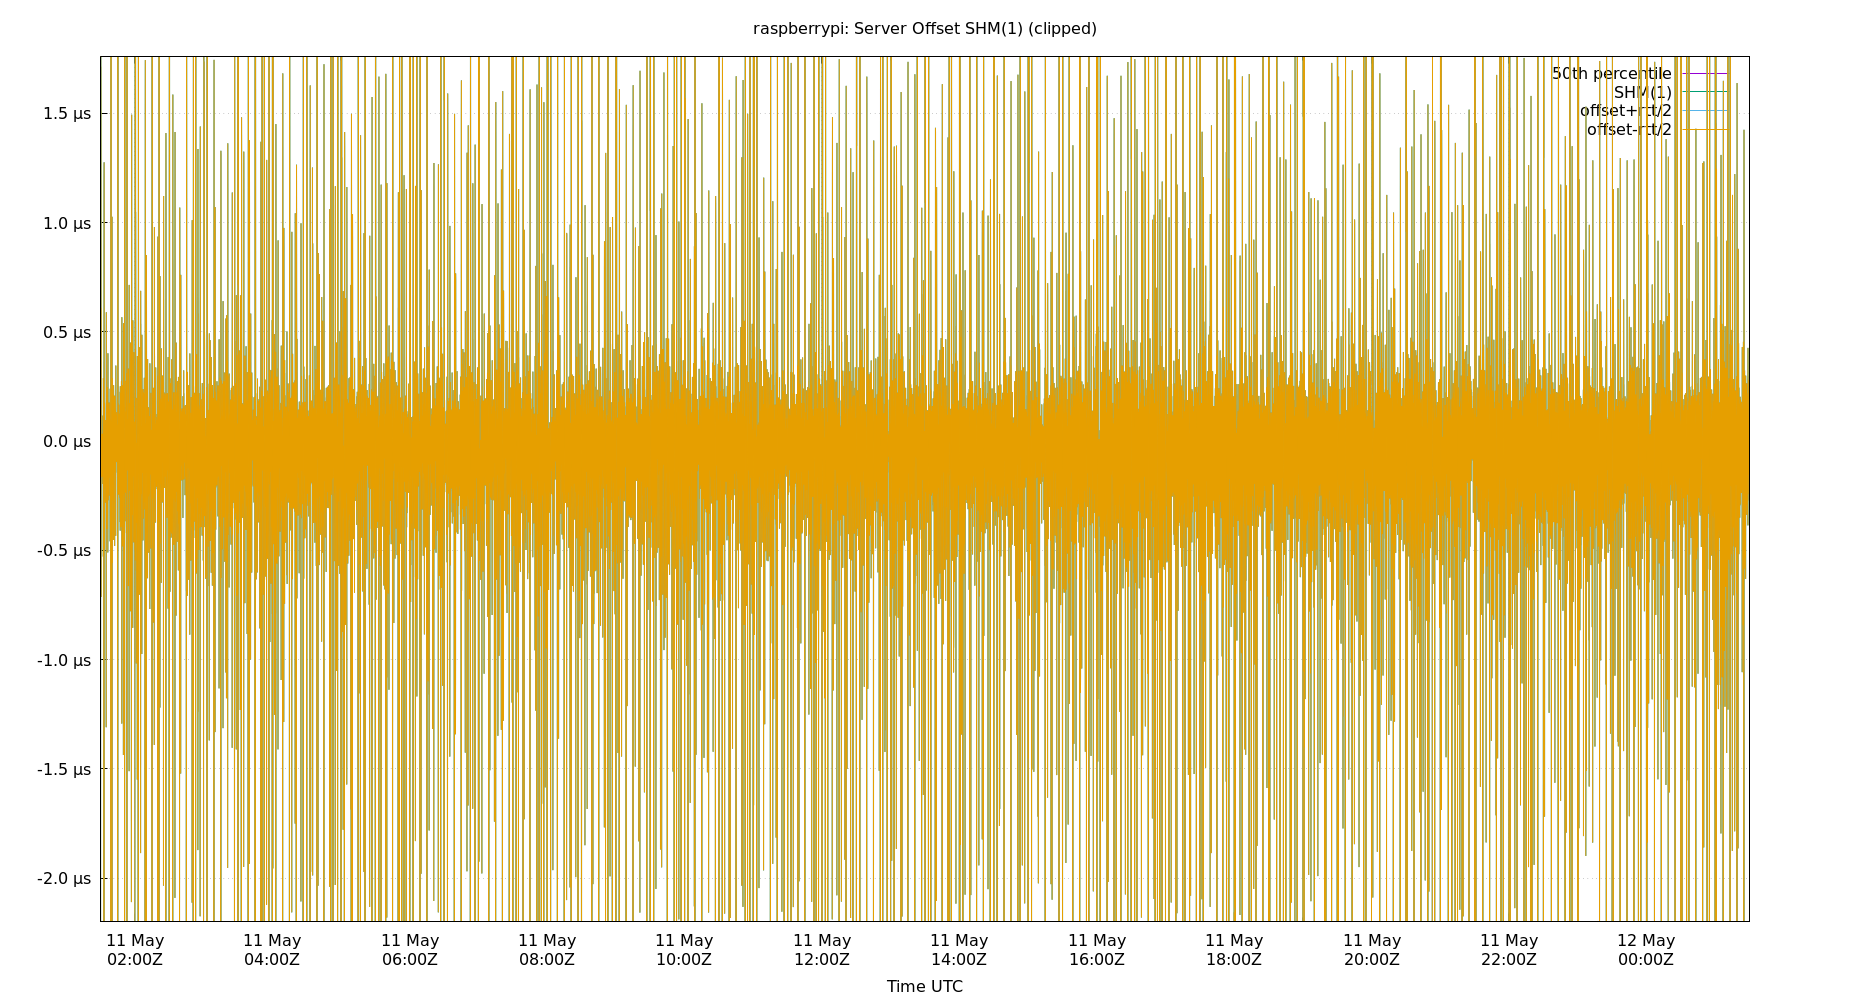 raspberrypi: Server Offset SHM(1) (clipped)
50th percentile
SHM(1)
offset+rtt/2
offset-rtt/2
1.5 µs
1.0 µs
0.5 µs
0.0 µs
-0.5 µs
-1.0 µs
-1.5 µs
-2.0 µs
11 May 11 May 11 May 11 May 11 May 11 May 11 May 11 May 11 May 11 May 11 May 12 May
02:00Z 04:00Z 06:00Z 08:00Z 10:00Z 12:00Z 14:00Z 16:00Z 18:00Z 20:00Z 22:00Z 00:00Z
Time UTC